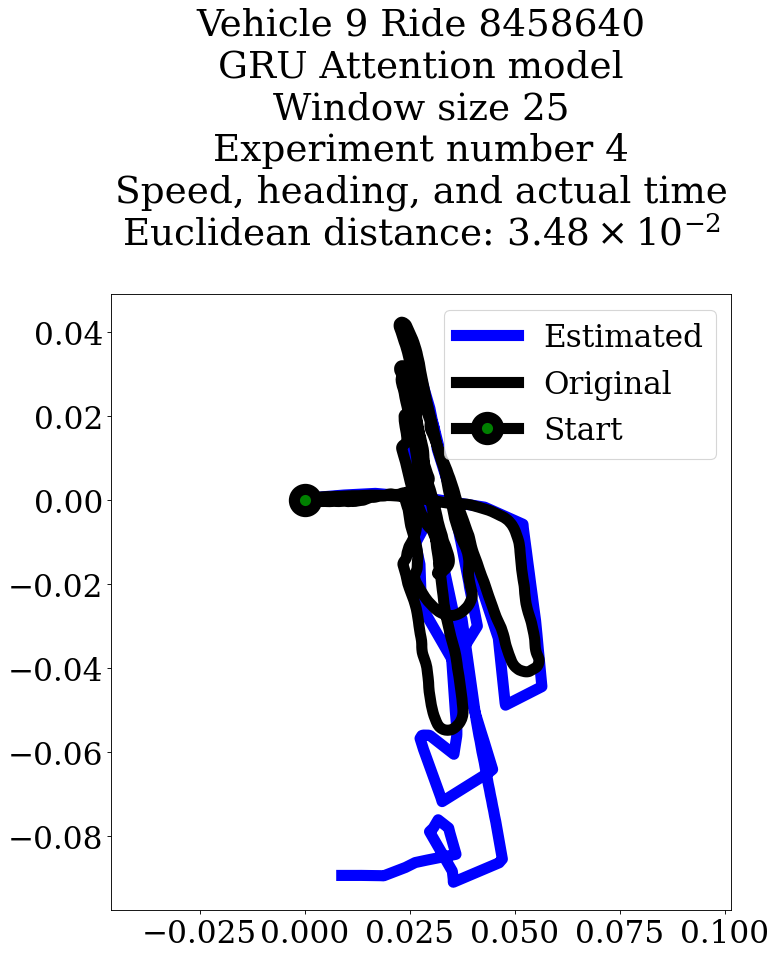 Vehicle 9 Ride 8458640
GRU Attention model
Window size 25
Experiment number 4
Speed, heading, and actual time
Euclidean distance: 3.48 × 10⁻²
Estimated
Original
Start
0.04
0.02
0.00
−0.02
−0.04
−0.06
−0.08
−0.025 0.000 0.025 0.050 0.075 0.100